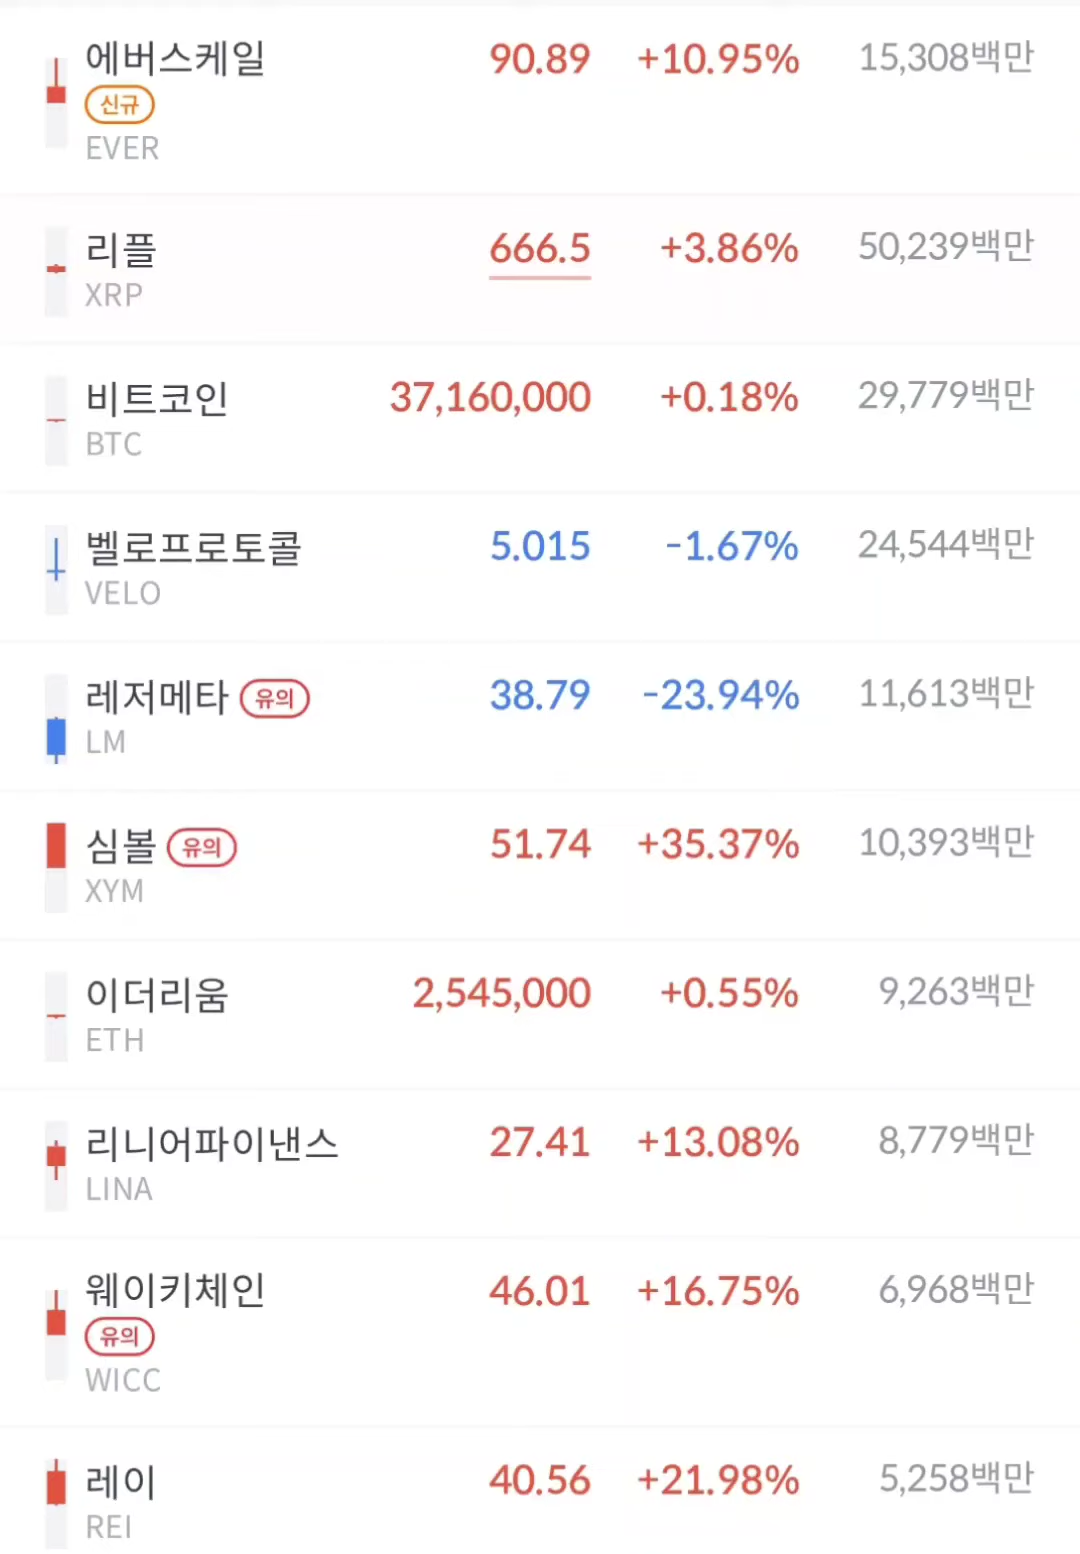 에버스케일 90.89 +10.95% 15,308백만
신규
EVER
리플 666.5 +3.86% 50,239백만
XRP
비트코인 37,160,000 +0.18% 29,779백만
BTC
벨로프로토콜 5.015 -1.67% 24,544백만
VELO
레저메타 유의 38.79 -23.94% 11,613백만
LM
심볼 유의 51.74 +35.37% 10,393백만
XYM
이더리움 2,545,000 +0.55% 9,263백만
ETH
리니어파이낸스 27.41 +13.08% 8,779백만
LINA
웨이키체인 46.01 +16.75% 6,968백만
유의
WICC
레이 40.56 +21.98% 5,258백만
REI